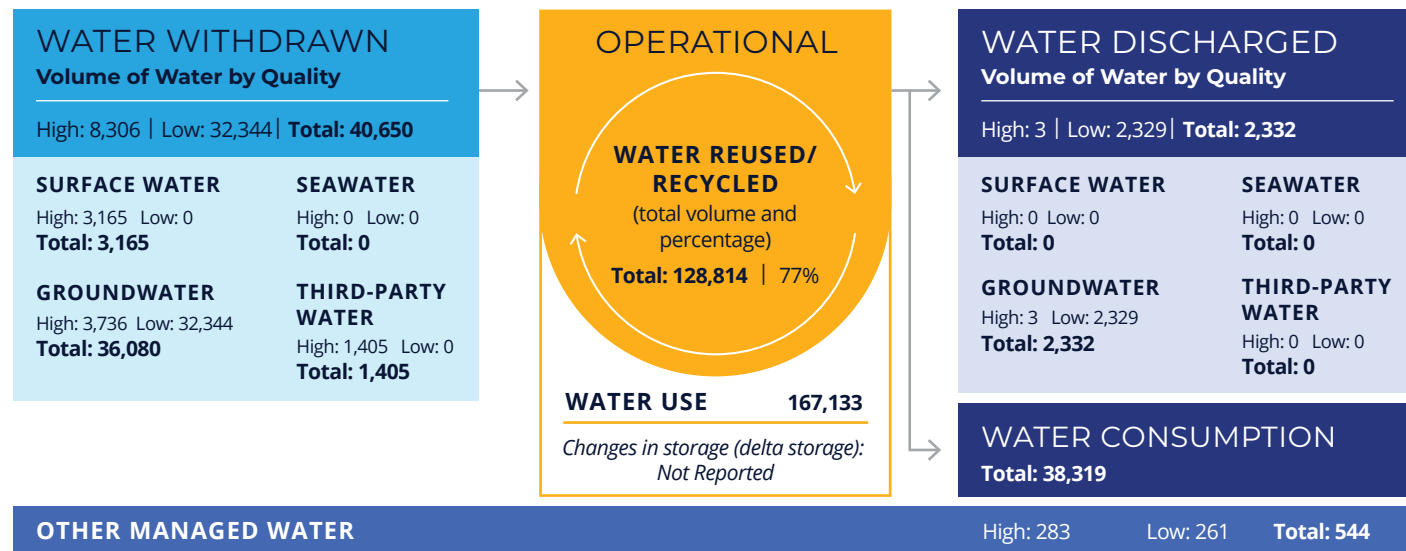 WATER WITHDRAWN
Volume of Water by Quality
High: 8,306 | Low: 32,344| Total: 40,650
SURFACE WATER
High: 3,165 Low: 0
Total: 3,165
SEAWATER
High: 0 Low: 0
Total: 0
GROUNDWATER
High: 3,736 Low: 32,344
Total: 36,080
THIRD-PARTY
WATER
High: 1,405 Low: 0
Total: 1,405
OPERATIONAL
WATER REUSED/
RECYCLED
(total volume and
percentage)
Total: 128,814 | 77%
WATER USE 167,133
Changes in storage (delta storage):
Not Reported
WATER DISCHARGED
Volume of Water by Quality
High: 3 | Low: 2,329| Total: 2,332
SURFACE WATER
High: 0 Low: 0
Total: 0
SEAWATER
High: 0 Low: 0
Total: 0
GROUNDWATER
High: 3 Low: 2,329
Total: 2,332
THIRD-PARTY
WATER
High: 0 Low: 0
Total: 0
WATER CONSUMPTION
Total: 38,319
OTHER MANAGED WATER High: 283 Low: 261 Total: 544